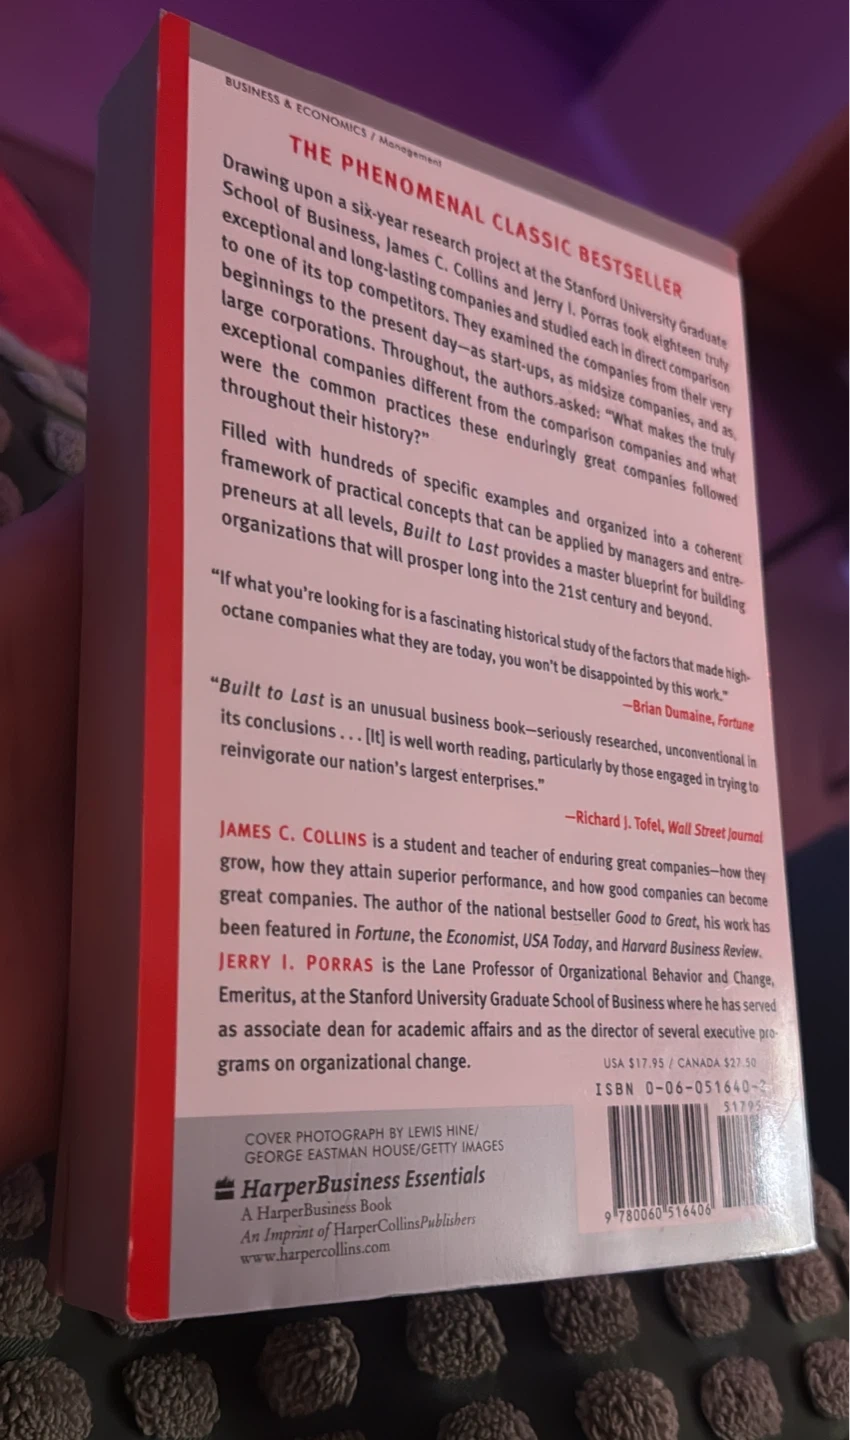 BUSINESS & ECONOMICS / Management
THE PHENOMENAL CLASSIC BESTSELLER
Drawing upon a six-year research project at the Stanford University Graduate
School of Business, James C. Collins and Jerry I. Porras took eighteen truly
exceptional and long-lasting companies and studied each in direct comparison
to one of its top competitors. They examined the companies from their very
beginnings to the present day—as start-ups, as midsize companies, and as
large corporations. Throughout, the authors asked: "What makes the truly
exceptional companies different from the comparison companies and what
were the common practices these enduringly great companies followed
throughout their history?"
Filled with hundreds of specific examples and organized into a coherent
framework of practical concepts that can be applied by managers and entre-
preneurs at all levels, Built to Last provides a master blueprint for building
organizations that will prosper long into the 21st century and beyond.
"If what you're looking for is a fascinating historical study of the factors that made high-
octane companies what they are today, you won't be disappointed by this work."
—Brian Dumaine, Fortune
"Built to Last is an unusual business book—seriously researched, unconventional in
its conclusions . . . [It] is well worth reading, particularly by those engaged in trying to
reinvigorate our nation's largest enterprises."
—Richard J. Tofel, Wall Street Journal
JAMES C. COLLINS is a student and teacher of enduring great companies—how they
grow, how they attain superior performance, and how good companies can become
great companies. The author of the national bestseller Good to Great, his work has
been featured in Fortune, the Economist, USA Today, and Harvard Business Review.
JERRY I. PORRAS is the Lane Professor of Organizational Behavior and Change,
Emeritus, at the Stanford University Graduate School of Business where he has served
as associate dean for academic affairs and as the director of several executive pro-
grams on organizational change.
USA $17.95 / CANADA $27.50
ISBN 0-06-051640-2
51795
9 780060 516406
COVER PHOTOGRAPH BY LEWIS HINE/
GEORGE EASTMAN HOUSE/GETTY IMAGES
HarperBusiness Essentials
A HarperBusiness Book
An Imprint of HarperCollinsPublishers
www.harpercollins.com